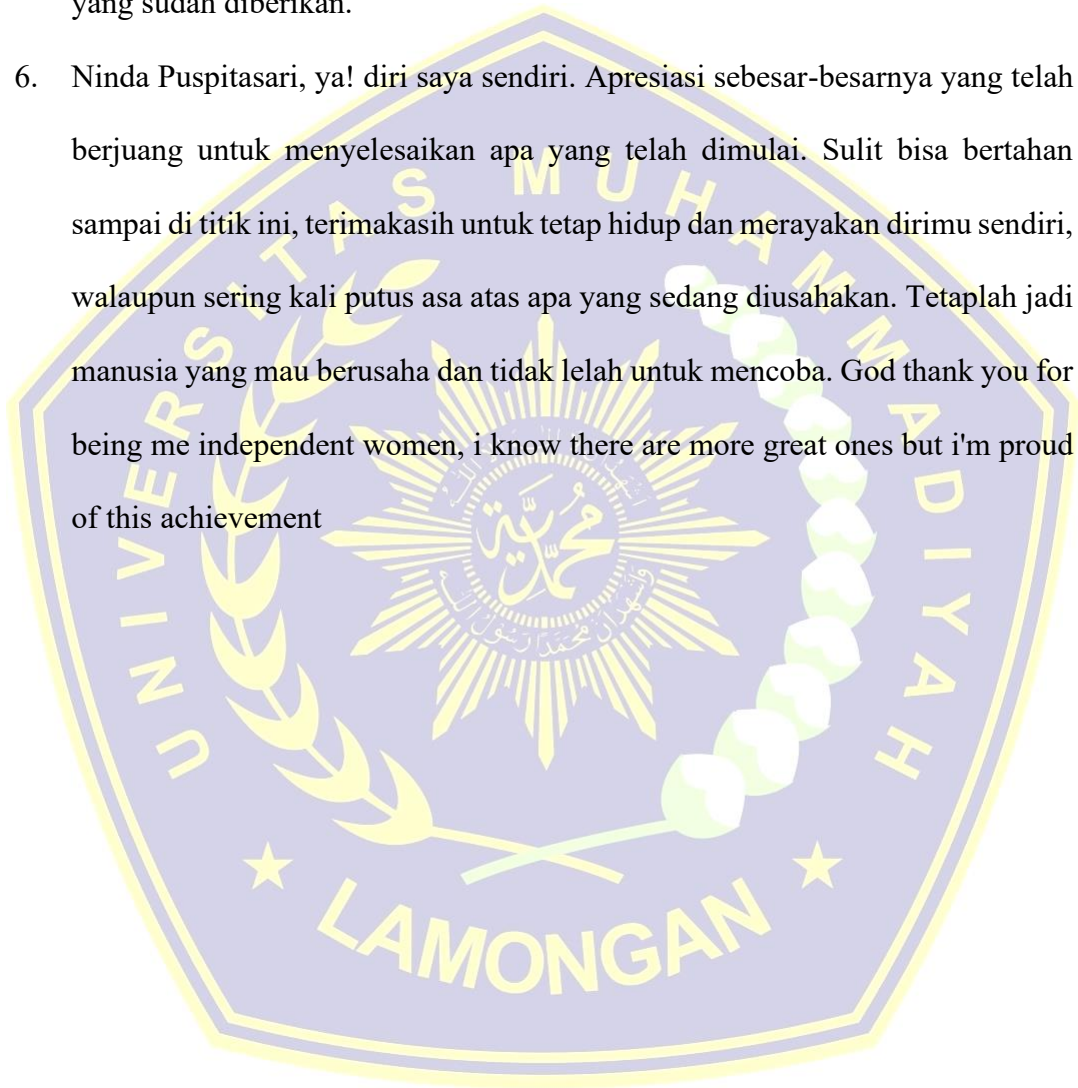 yang sudah diberikan.
6. Ninda Puspitasari, ya! diri saya sendiri. Apresiasi sebesar-besarnya yang telah
berjuang untuk menyelesaikan apa yang telah dimulai. Sulit bisa bertahan
sampai di titik ini, terimakasih untuk tetap hidup dan merayakan dirimu sendiri,
walaupun sering kali putus asa atas apa yang sedang diusahakan. Tetaplah jadi
manusia yang mau berusaha dan tidak lelah untuk mencoba. God thank you for
being me independent women, i know there are more great ones but i'm proud
of this achievement
UNIVERSITAS MUHAMMADIYAH
محمدية
LAMONGAN